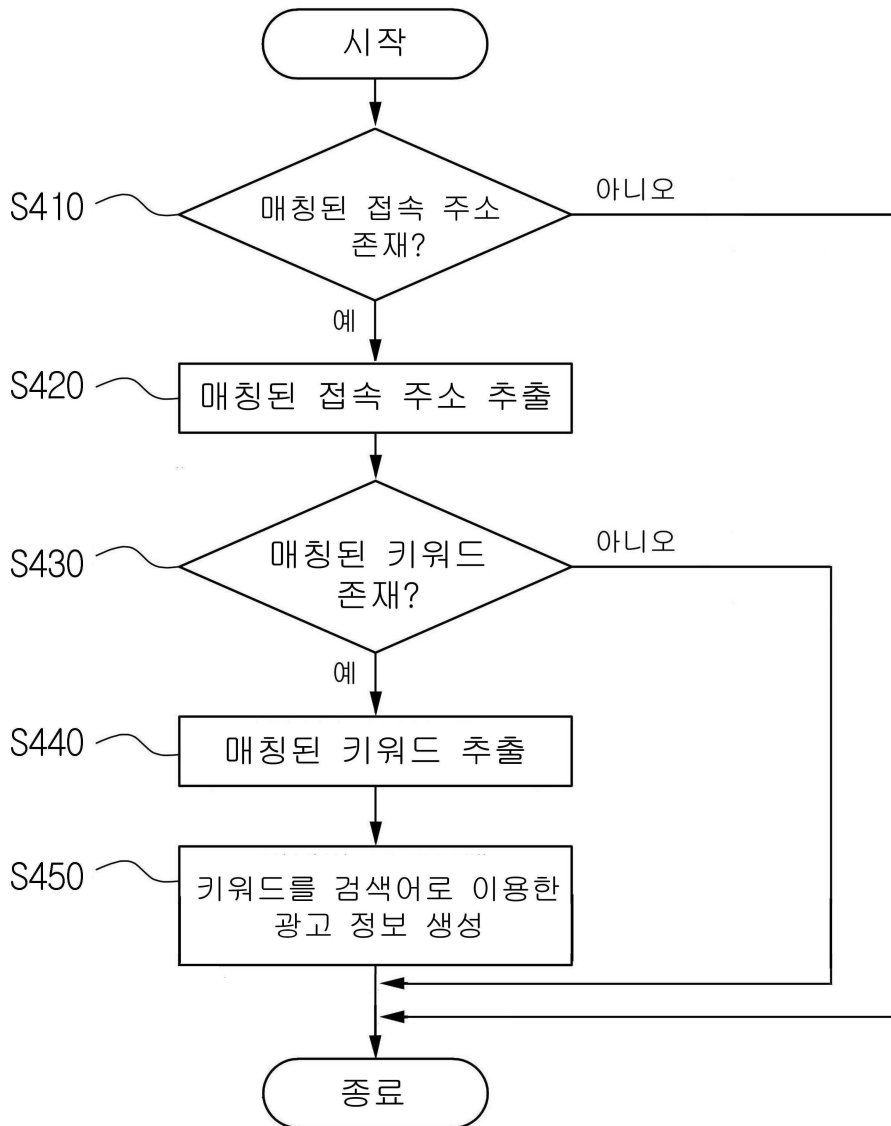 시작
S410
매칭된 접속 주소
존재?
아니오
예
S420
매칭된 접속 주소 추출
S430
매칭된 키워드
존재?
아니오
예
S440
매칭된 키워드 추출
S450
키워드를 검색어로 이용한
광고 정보 생성
종료